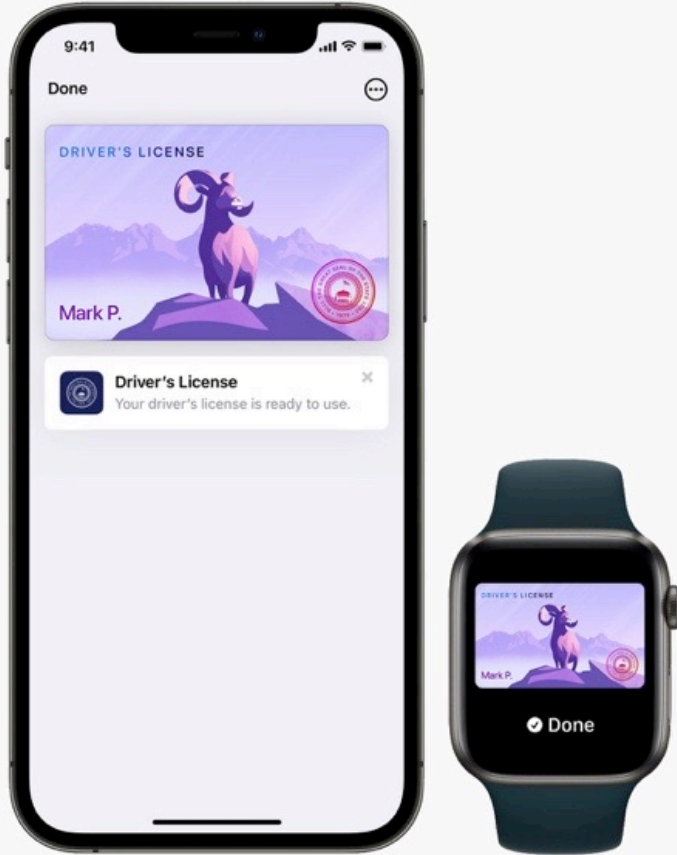 9:41
Done
DRIVER'S LICENSE
Mark P.
Driver's License
Your driver's license is ready to use.
DRIVER'S LICENSE
Mark P.
Done